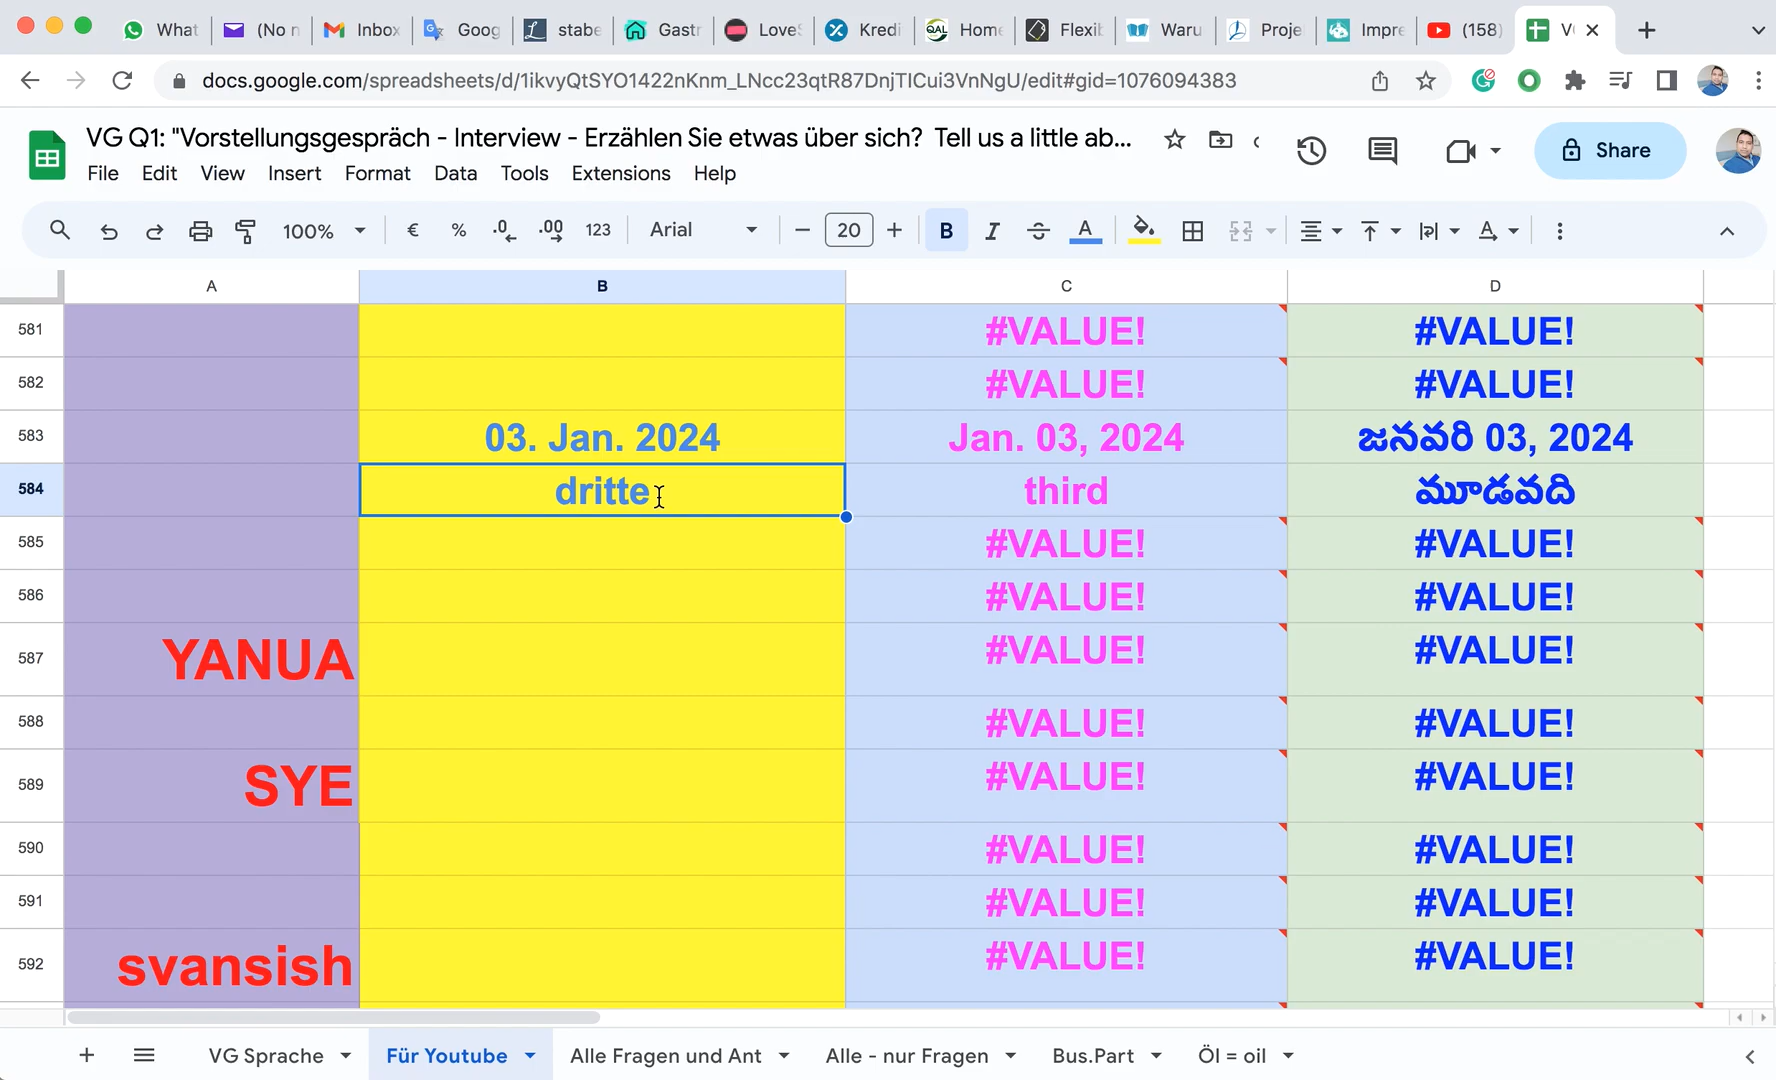 What
(No n
Inbox
Goog
stabe
Gastr
LoveS
Kredi
QAL Home
Flexib
Waru
Proje
Impre
(158)
VG
docs.google.com/spreadsheets/d/1ikvyQtSYO1422nKnm_LNcc23qtR87DnjTICui3VnNgU/edit#gid=1076094383
VG Q1: "Vorstellungsgespräch - Interview - Erzählen Sie etwas über sich? Tell us a little ab...
Share
File Edit View Insert Format Data Tools Extensions Help
100% € % .0 .00 123 Arial 20 B I S A A
A B C D
581 #VALUE! #VALUE!
582 #VALUE! #VALUE!
583 03. Jan. 2024 Jan. 03, 2024 జనవరి 03, 2024
584 dritte third మూడవది
585 #VALUE! #VALUE!
586 #VALUE! #VALUE!
587 YANUA #VALUE! #VALUE!
588 #VALUE! #VALUE!
589 SYE #VALUE! #VALUE!
590 #VALUE! #VALUE!
591 #VALUE! #VALUE!
592 svansish #VALUE! #VALUE!
VG Sprache Für Youtube Alle Fragen und Ant Alle - nur Fragen Bus.Part Öl = oil